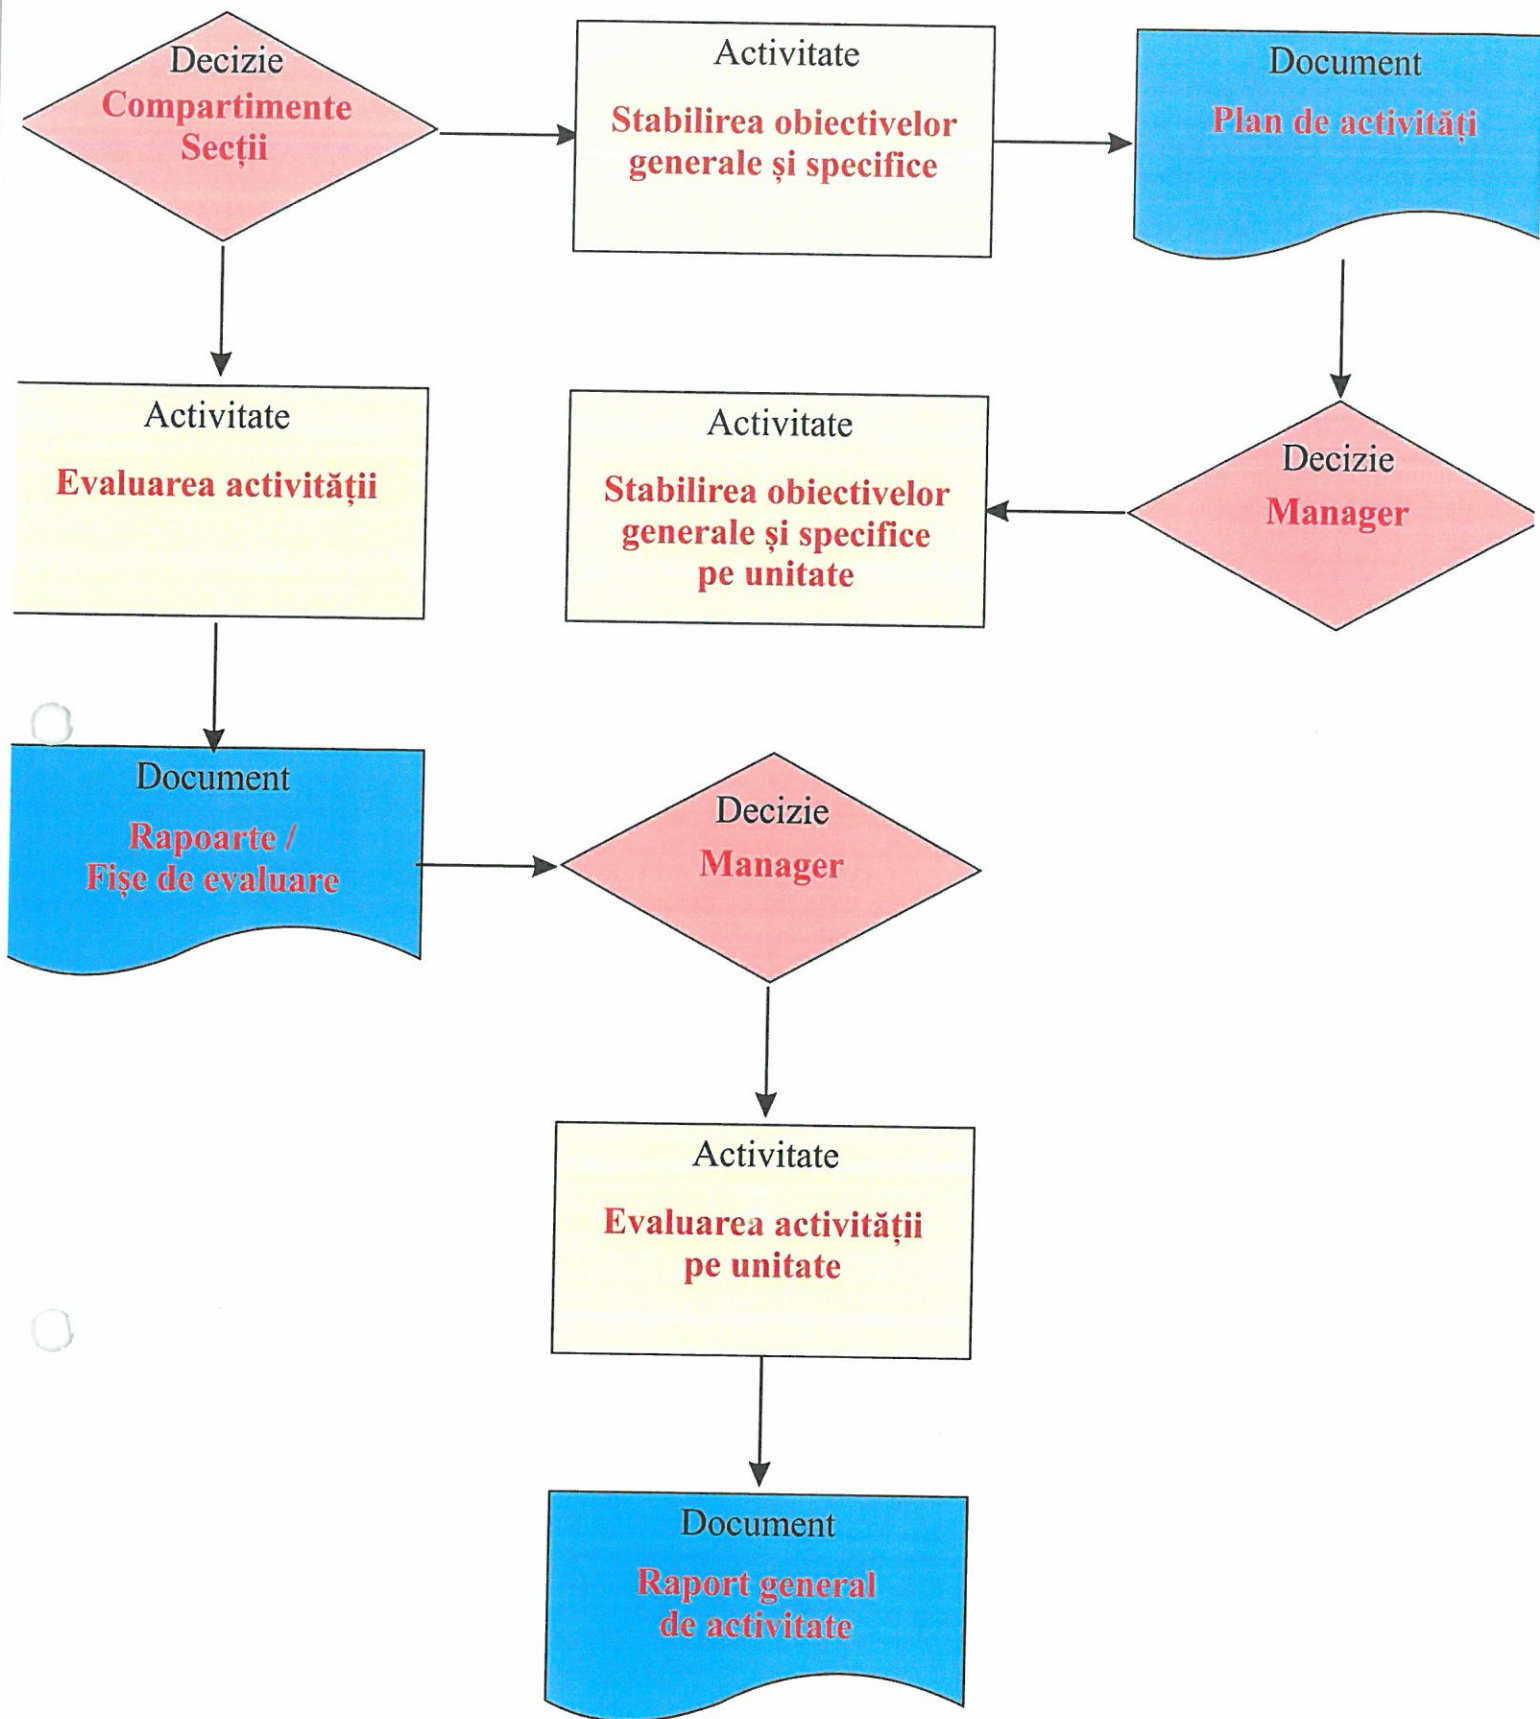 Decizie
Compartimente
Secții
Activitate
Stabilirea obiectivelor
generale și specifice
Document
Plan de activități
Activitate
Evaluarea activității
Activitate
Stabilirea obiectivelor
generale și specifice
pe unitate
Decizie
Manager
Document
Rapoarte /
Fișe de evaluare
Decizie
Manager
Activitate
Evaluarea activității
pe unitate
Document
Raport general
de activitate